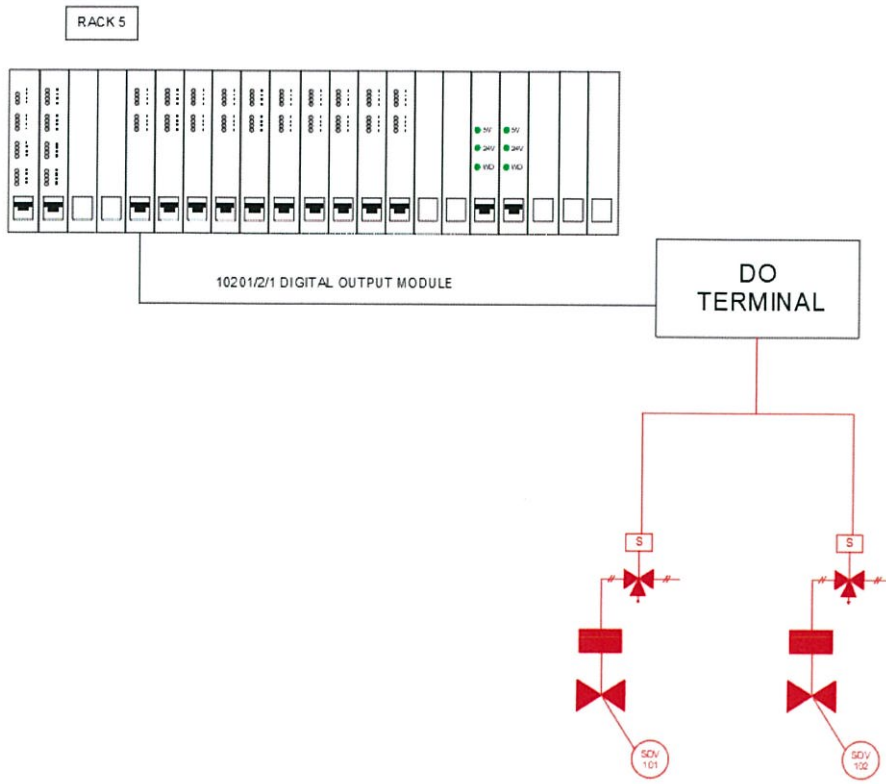 RACK 5
5V
5V
24V
24V
WD
WD
10201/2/1 DIGITAL OUTPUT MODULE
DO
TERMINAL
S
S
SDV
101
SDV
102